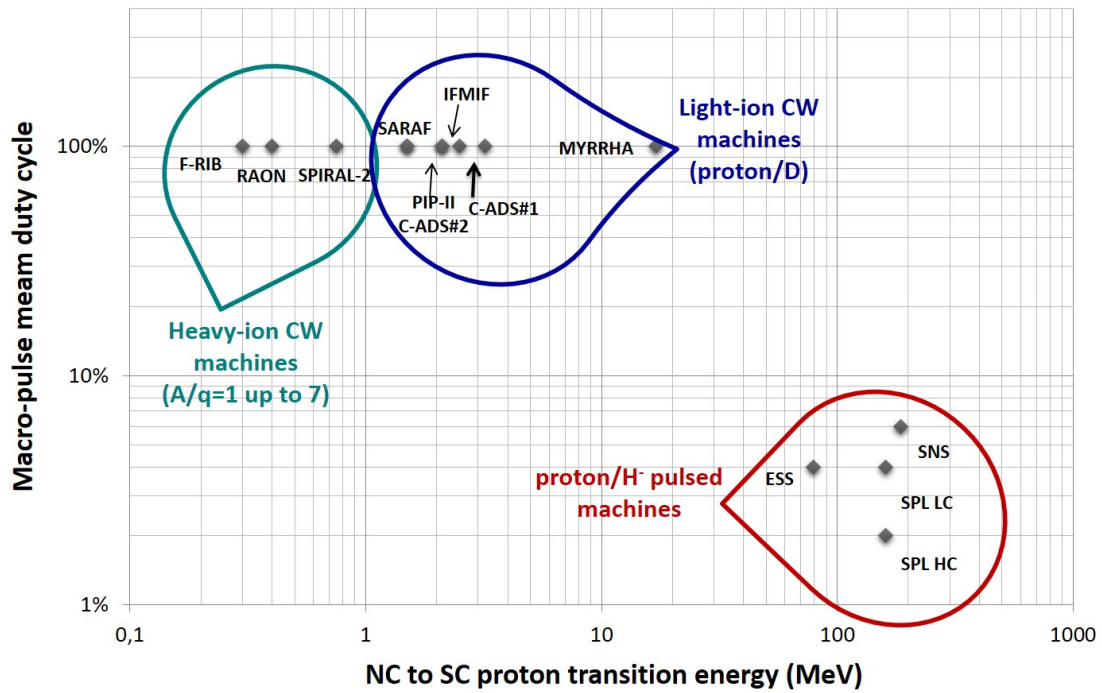 Macro-pulse meam duty cycle
100%
10%
1%
0,1
1
10
100
1000
NC to SC proton transition energy (MeV)
F-RIB
RAON
SPIRAL-2
SARAF
IFMIF
PIP-II
C-ADS#2
C-ADS#1
MYRRHA
Light-ion CW
machines
(proton/D)
Heavy-ion CW
machines
(A/q=1 up to 7)
proton/H- pulsed
machines
ESS
SNS
SPL LC
SPL HC